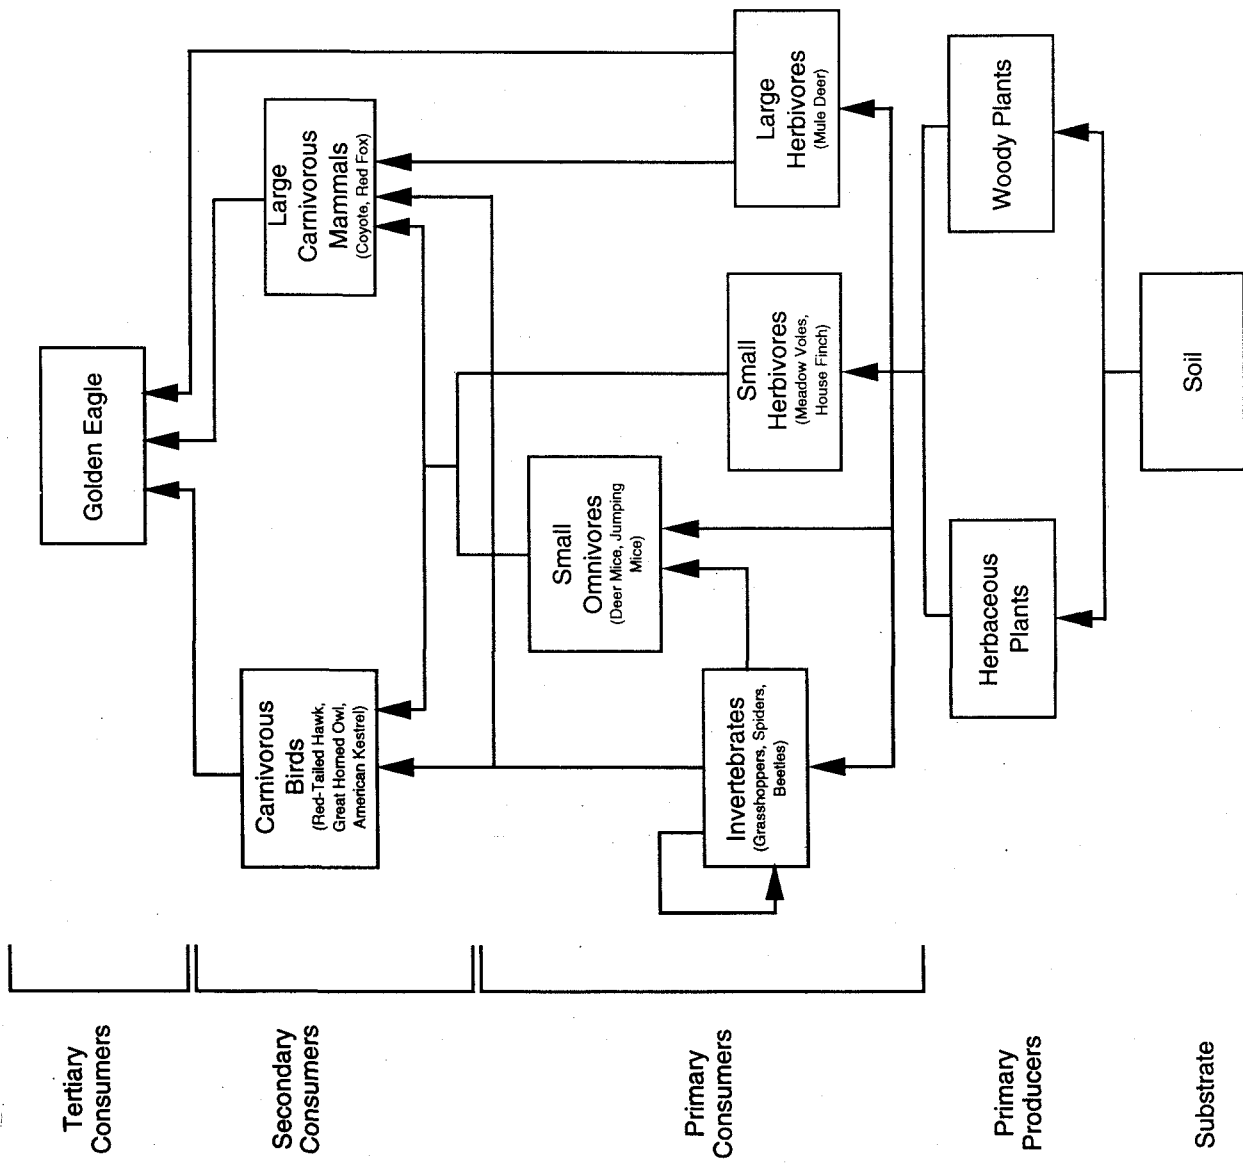 Tertiary
Consumers
Golden Eagle
Secondary
Consumers
Carnivorous
Birds
(Red-Tailed Hawk,
Great Horned Owl,
American Kestrel)
Large
Carnivorous
Mammals
(Coyote, Red Fox)
Primary
Consumers
Invertebrates
(Grasshoppers, Spiders,
Beetles)
Small
Omnivores
(Deer Mice, Jumping
Mice)
Small
Herbivores
(Meadow Voles,
House Finch)
Large
Herbivores
(Mule Deer)
Primary
Producers
Herbaceous
Plants
Woody Plants
Substrate
Soil